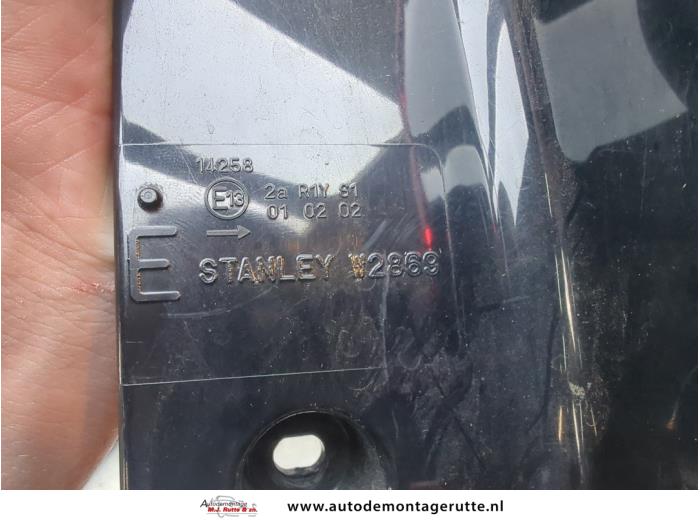 14258
E13 2a R1Y S1
01 02 02
E →
STANLEY W2869
Autodemontage
M.J. Rutte & zn.
www.autodemontagerutte.nl